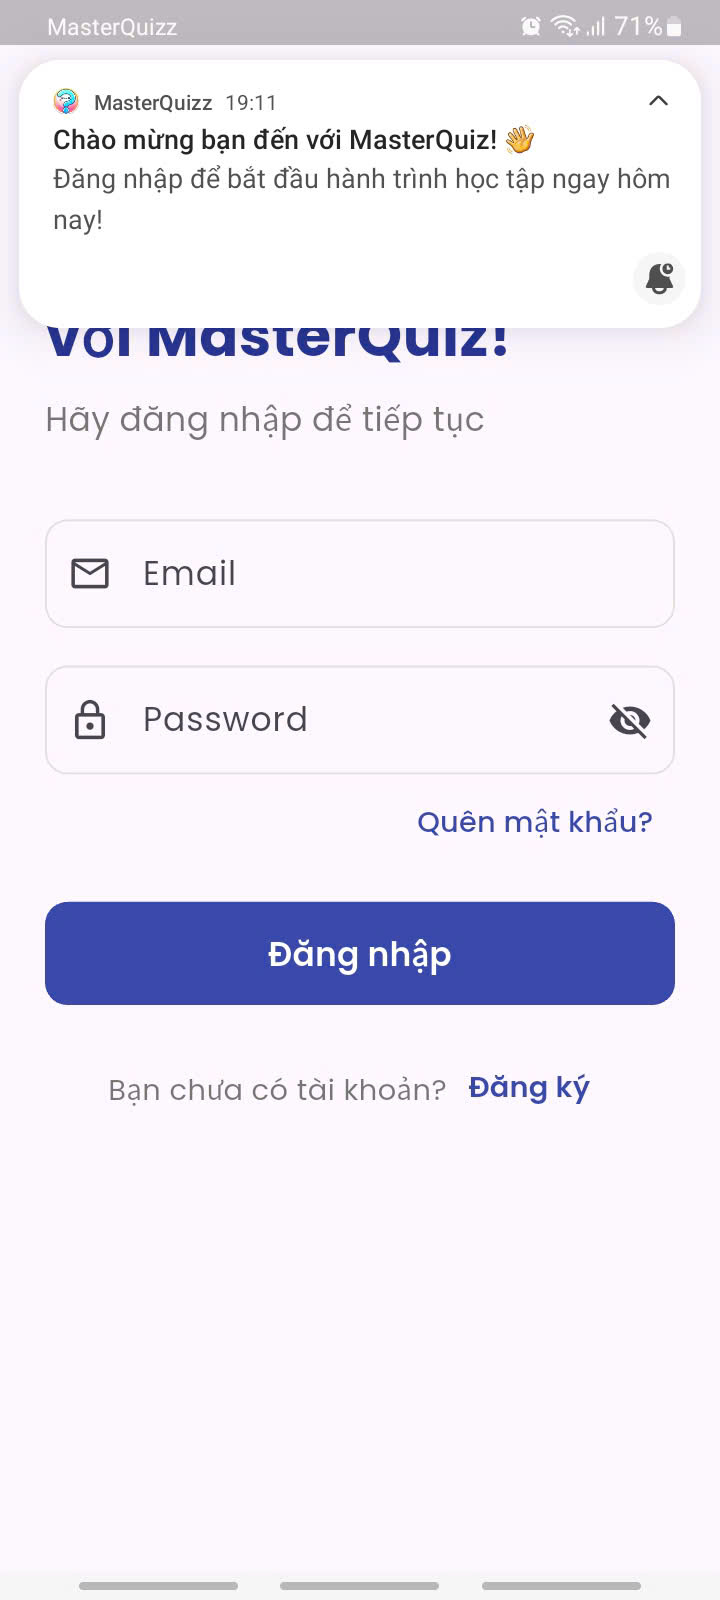 MasterQuizz
71%
MasterQuizz 19:11
Chào mừng bạn đến với MasterQuiz! 👋
Đăng nhập để bắt đầu hành trình học tập ngay hôm
nay!
với MasterQuiz!
Hãy đăng nhập để tiếp tục
Email
Password
Quên mật khẩu?
Đăng nhập
Bạn chưa có tài khoản? Đăng ký